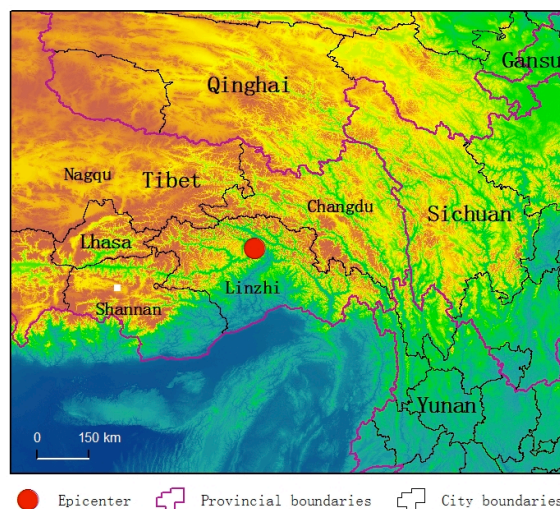 Gansu
Qinghai
Nagqu
Tibet
Changdu
Sichuan
Lhasa
Linzhi
Shannan
Yunan
0 150 km
Epicenter Provincial boundaries City boundaries